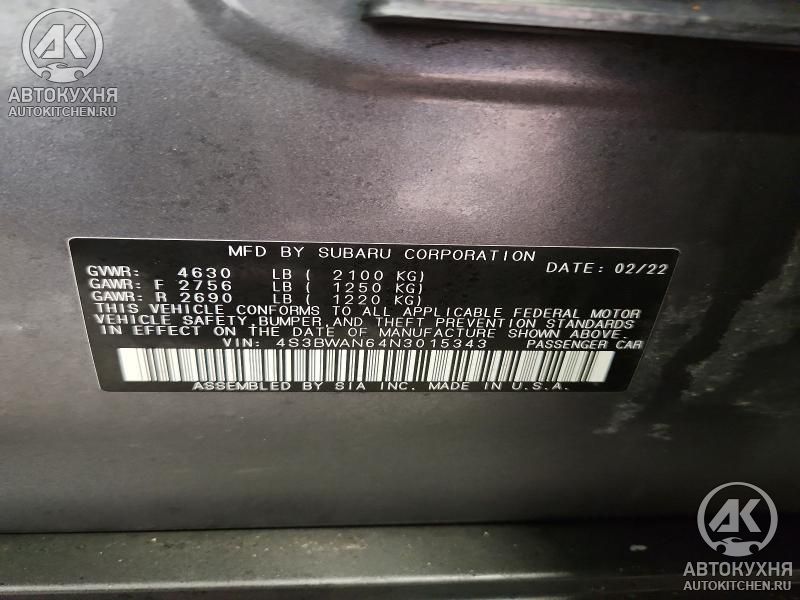 AK
АВТОКУХНЯ
AUTOKITCHEN.RU
MFD BY SUBARU CORPORATION
GVWR: 4630 LB ( 2100 KG) DATE: 02/22
GAWR: F 2756 LB ( 1250 KG)
GAWR: R 2690 LB ( 1220 KG)
THIS VEHICLE CONFORMS TO ALL APPLICABLE FEDERAL MOTOR
VEHICLE SAFETY, BUMPER, AND THEFT PREVENTION STANDARDS
IN EFFECT ON THE DATE OF MANUFACTURE SHOWN ABOVE.
VIN: 4S3BWAN64N3015343 PASSENGER CAR
ASSEMBLED BY SIA INC. MADE IN U.S.A.
AK
АВТОКУХНЯ
AUTOKITCHEN.RU